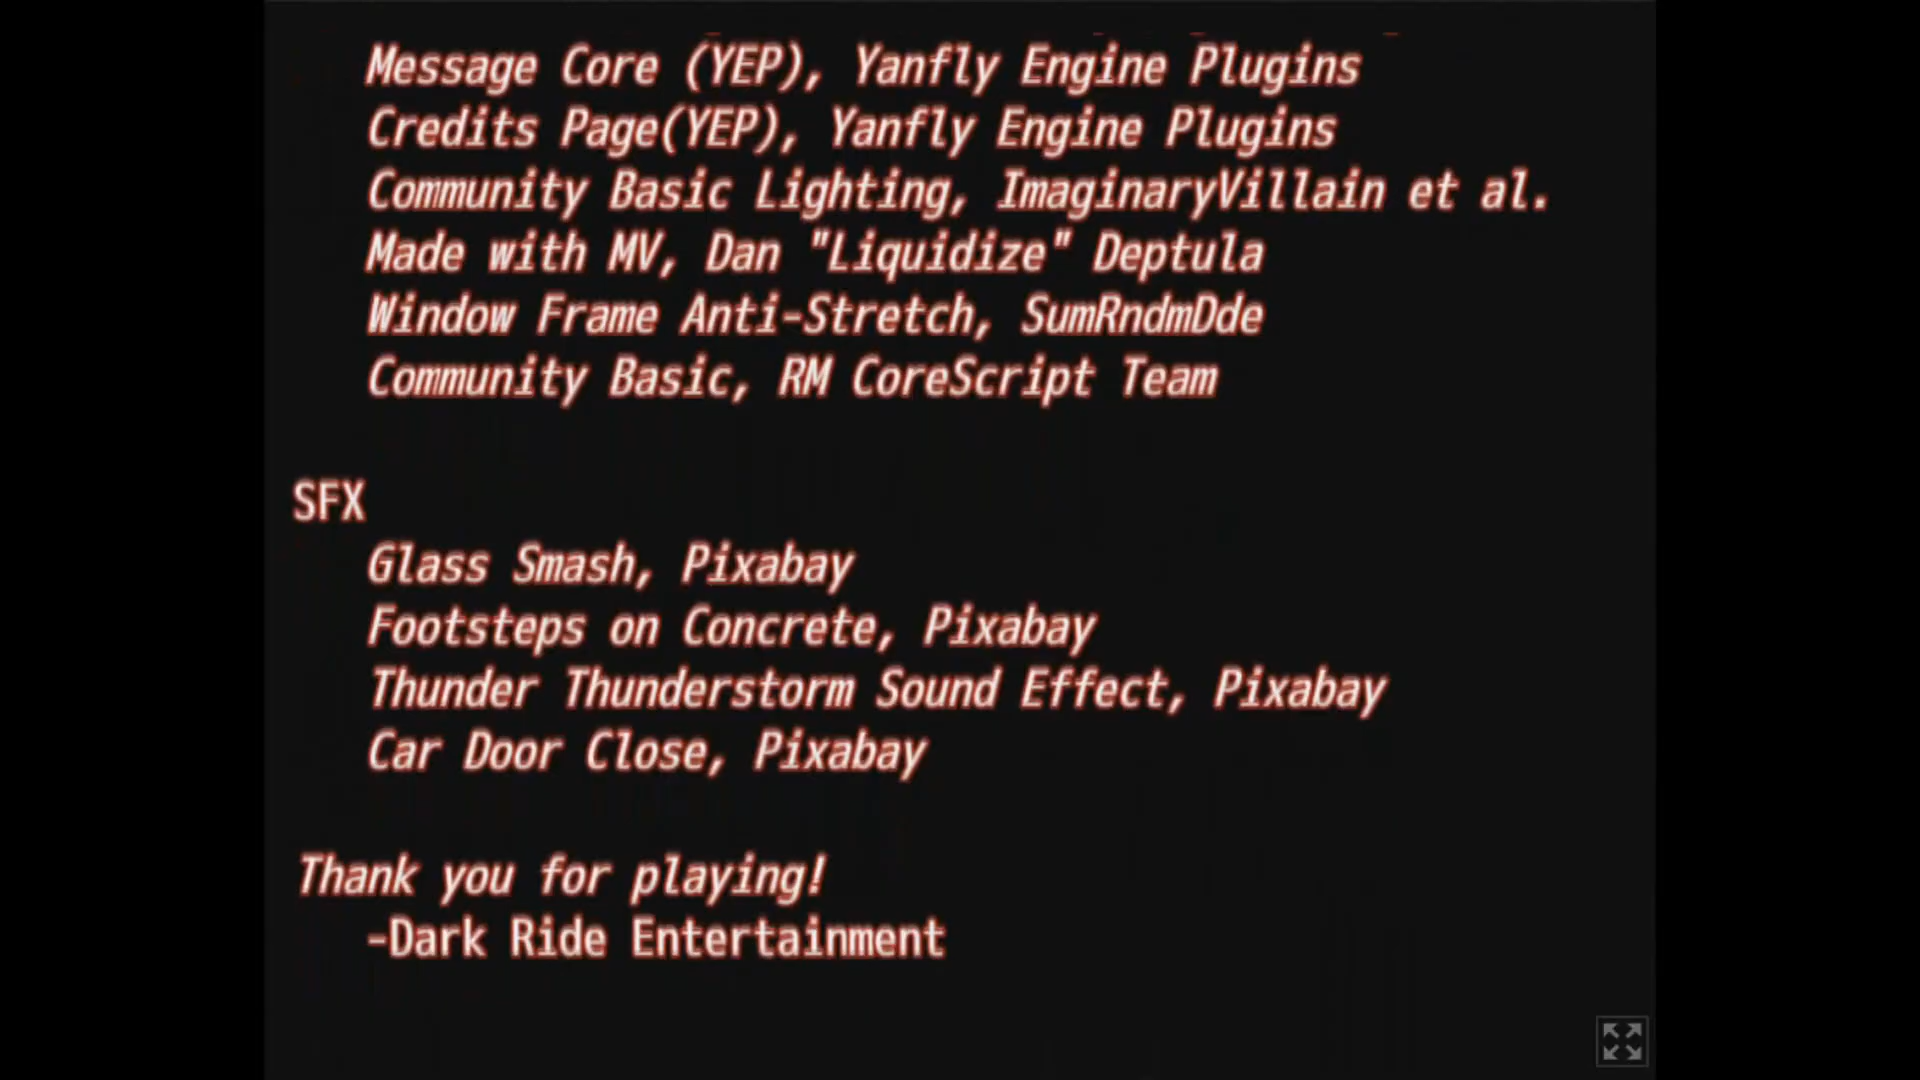 Message Core (YEP), Yanfly Engine Plugins
Credits Page(YEP), Yanfly Engine Plugins
Community Basic Lighting, ImaginaryVillain et al.
Made with MV, Dan "Liquidize" Deptula
Window Frame Anti-Stretch, SumRndmDde
Community Basic, RM CoreScript Team
SFX
Glass Smash, Pixabay
Footsteps on Concrete, Pixabay
Thunder Thunderstorm Sound Effect, Pixabay
Car Door Close, Pixabay
Thank you for playing!
-Dark Ride Entertainment